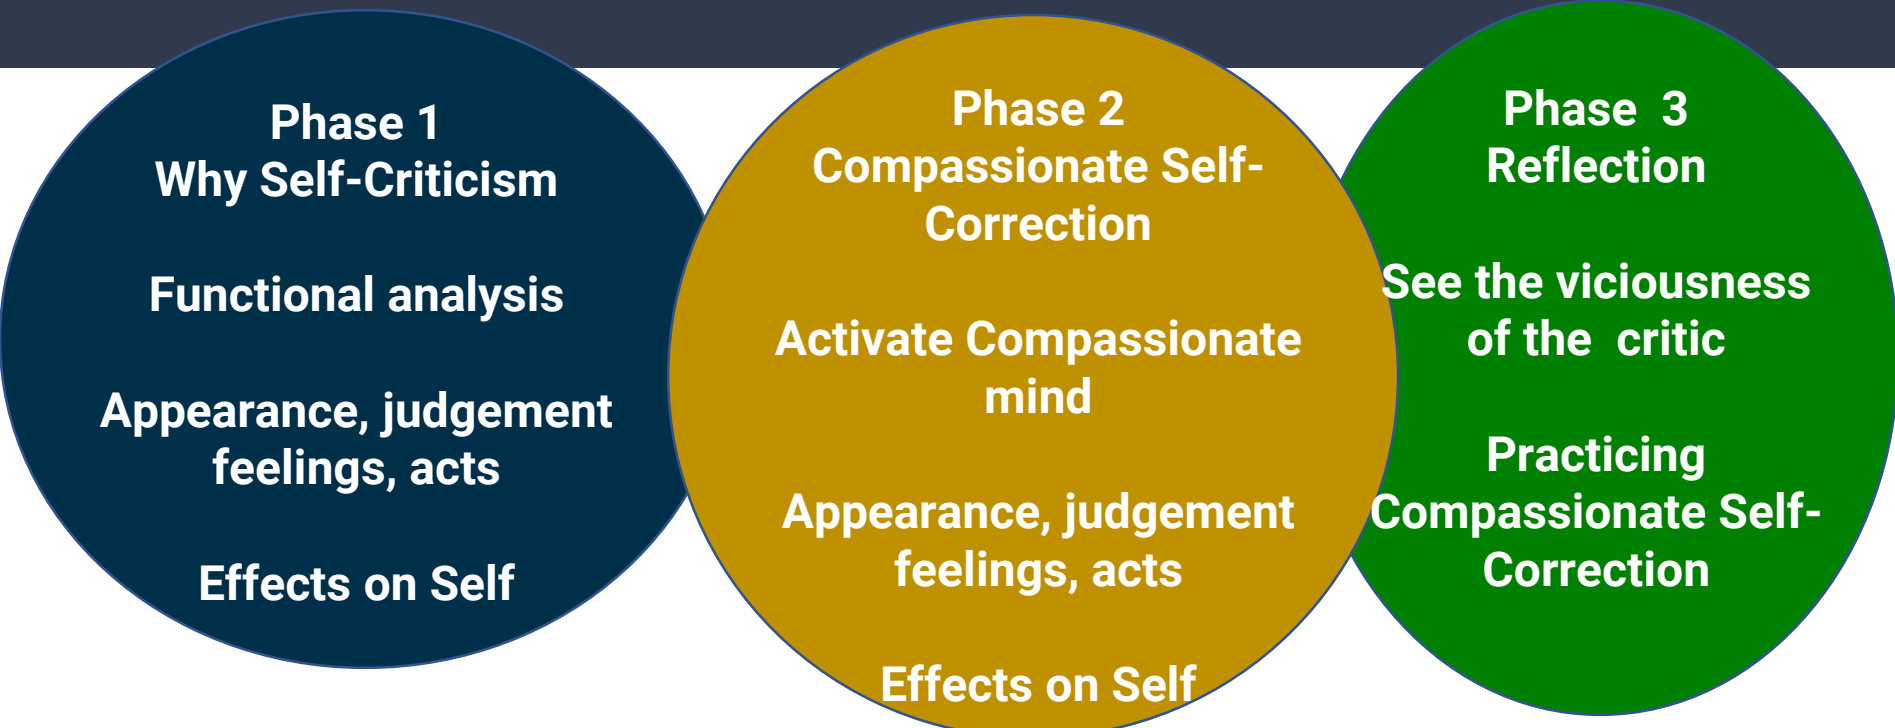 Phase 1
Why Self-Criticism
Functional analysis
Appearance, judgement
feelings, acts
Effects on Self
Phase 2
Compassionate Self-
Correction
Activate Compassionate
mind
Appearance, judgement
feelings, acts
Effects on Self
Phase  3
Reflection
See the viciousness
of the  critic
Practicing
Compassionate Self-
Correction